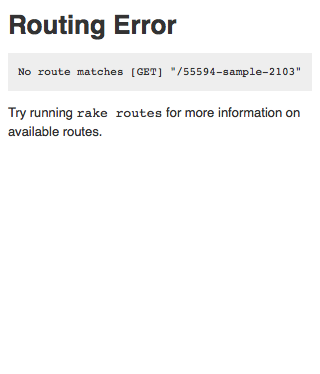 Routing Error
No route matches [GET] "/55594-sample-2103"
Try running rake routes for more information on
available routes.